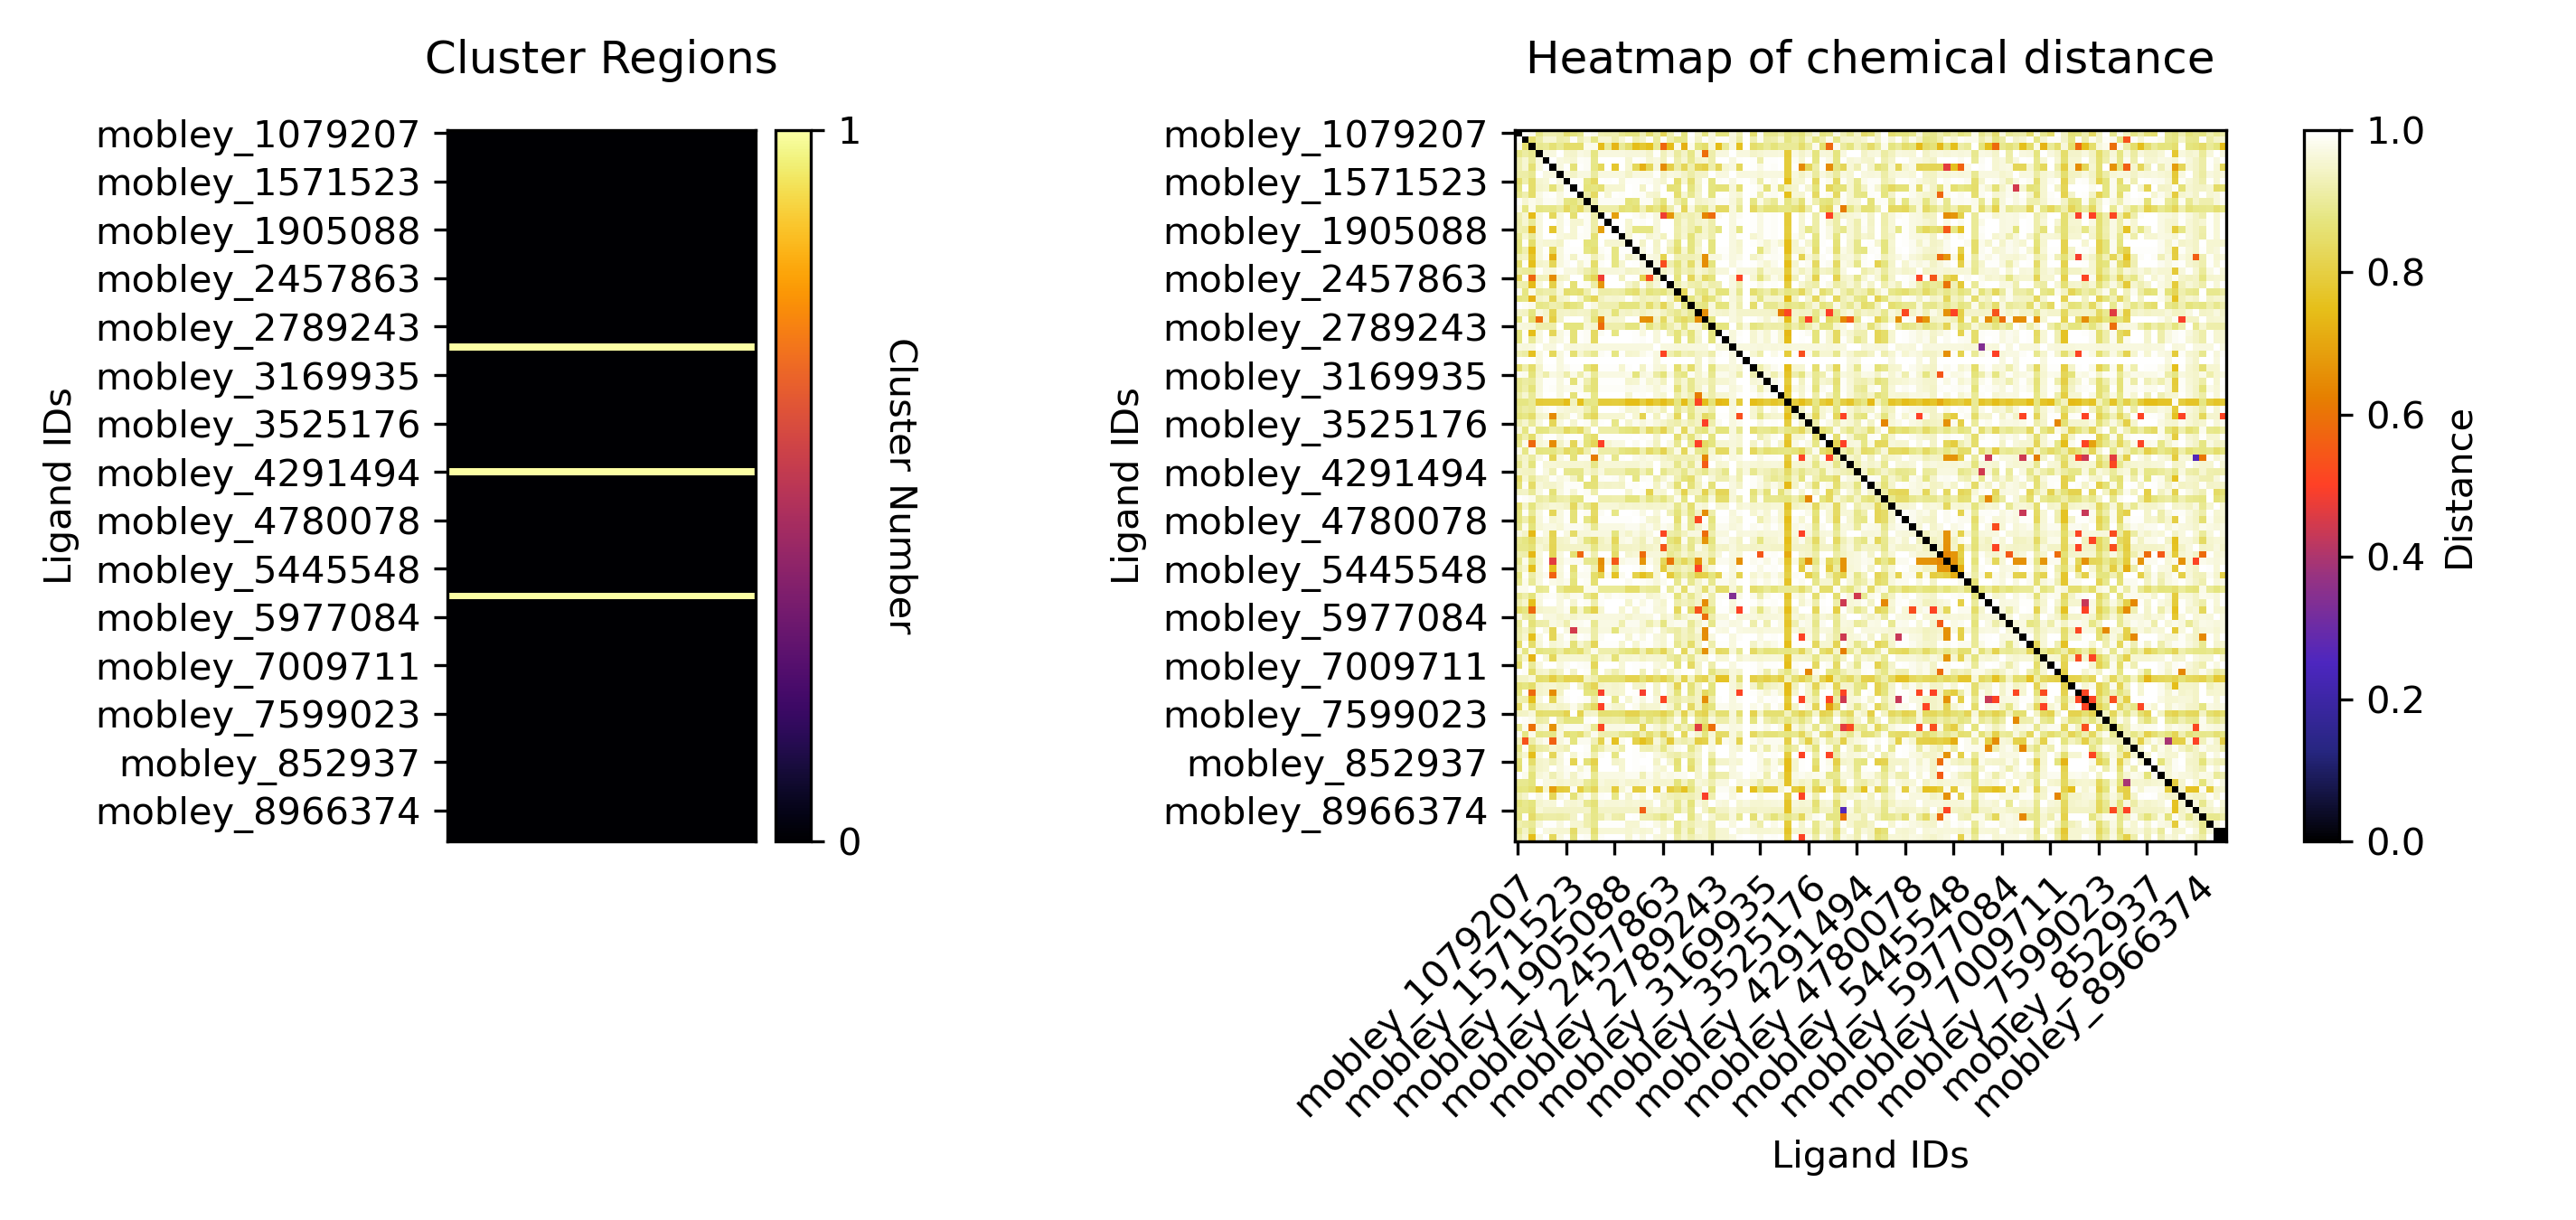 Cluster Regions
Ligand IDs
mobley_1079207
mobley_1571523
mobley_1905088
mobley_2457863
mobley_2789243
mobley_3169935
mobley_3525176
mobley_4291494
mobley_4780078
mobley_5445548
mobley_5977084
mobley_7009711
mobley_7599023
mobley_852937
mobley_8966374
1
0
Cluster Number
Heatmap of chemical distance
Ligand IDs
mobley_1079207
mobley_1571523
mobley_1905088
mobley_2457863
mobley_2789243
mobley_3169935
mobley_3525176
mobley_4291494
mobley_4780078
mobley_5445548
mobley_5977084
mobley_7009711
mobley_7599023
mobley_852937
mobley_8966374
mobley_1079207
mobley_1571523
mobley_1905088
mobley_2457863
mobley_2789243
mobley_3169935
mobley_3525176
mobley_4291494
mobley_4780078
mobley_5445548
mobley_5977084
mobley_7009711
mobley_7599023
mobley_852937
mobley_8966374
Ligand IDs
1.0
0.8
0.6
0.4
0.2
0.0
Distance